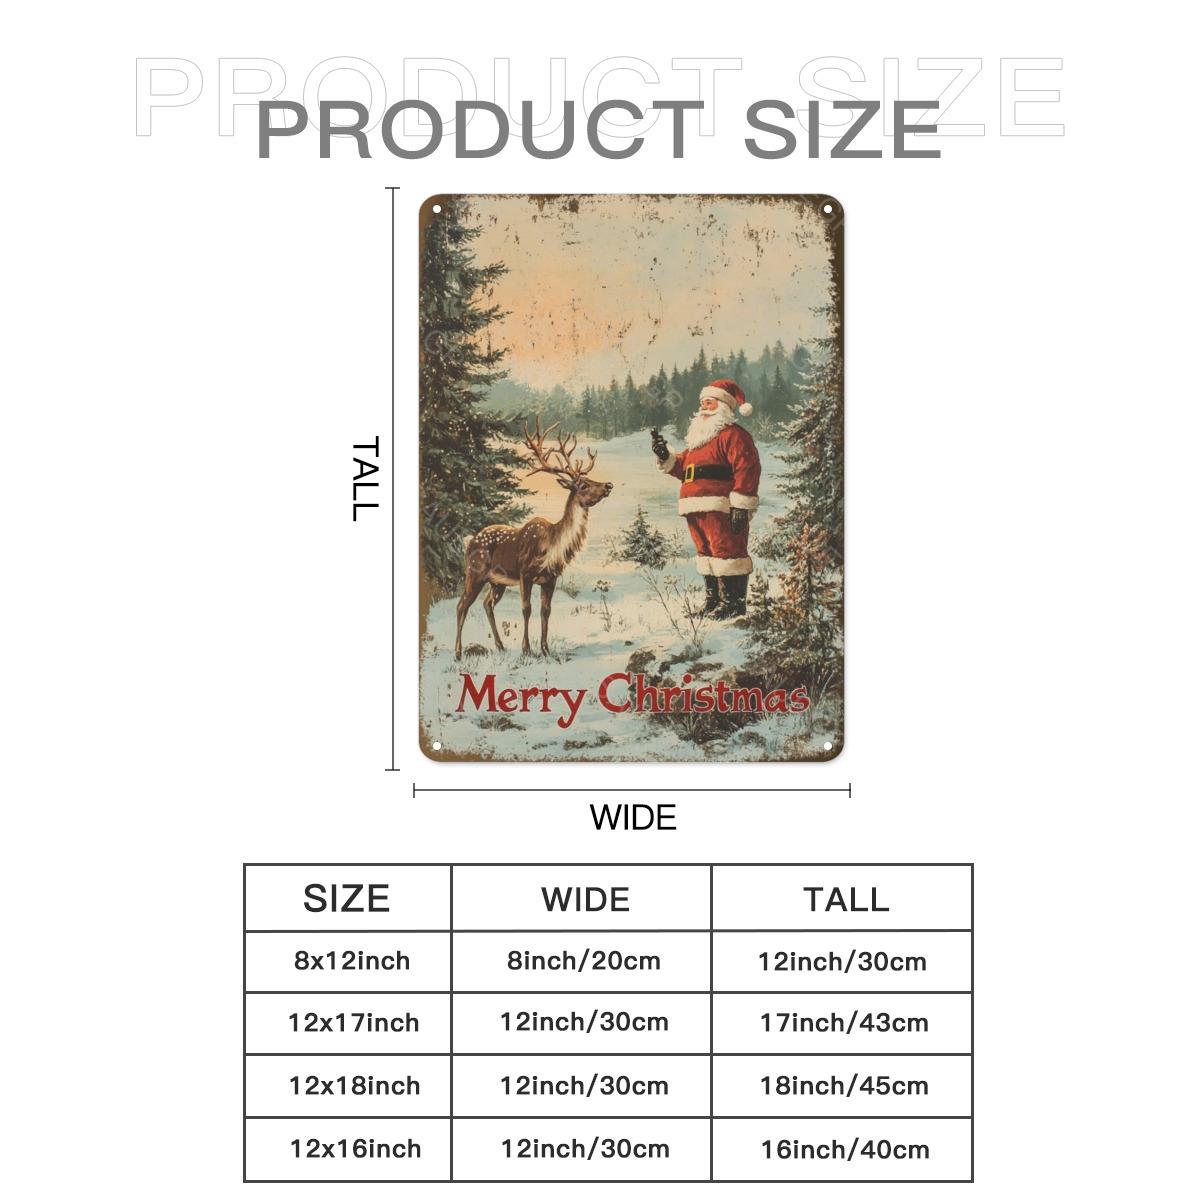 PRODUCT SIZE
PRODUCT SIZE
TALL
Merry Christmas
WIDE
SIZE WIDE TALL
8x12inch 8inch/20cm 12inch/30cm
12x17inch 12inch/30cm 17inch/43cm
12x18inch 12inch/30cm 18inch/45cm
12x16inch 12inch/30cm 16inch/40cm